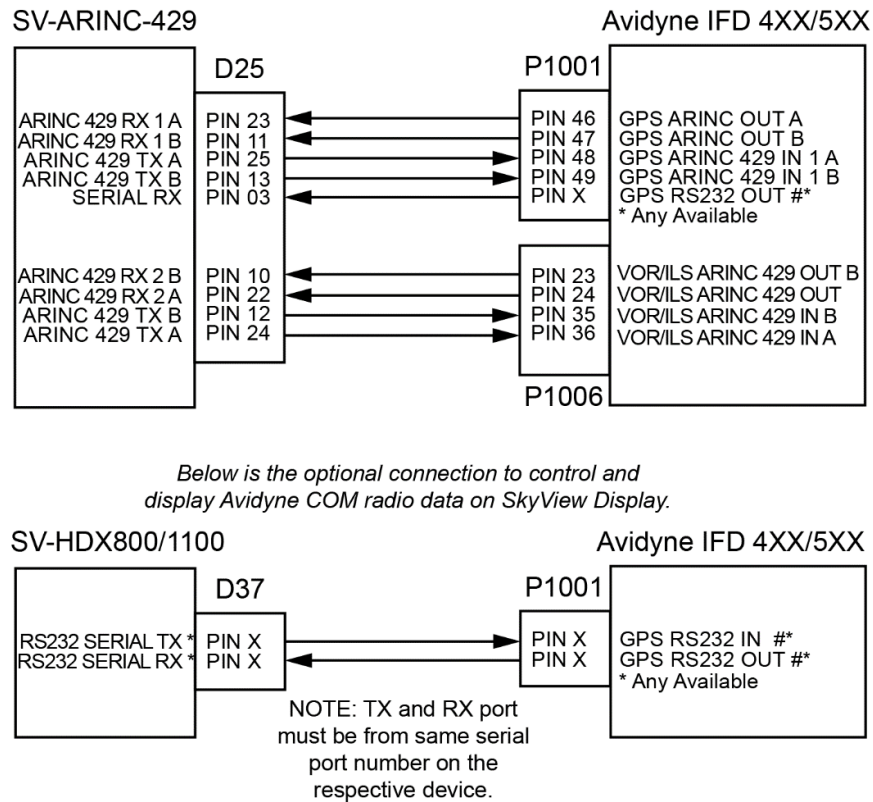 SV-ARINC-429
Avidyne IFD 4XX/5XX
D25
P1001
ARINC 429 RX 1 A PIN 23 PIN 46 GPS ARINC OUT A
ARINC 429 RX 1 B PIN 11 PIN 47 GPS ARINC OUT B
ARINC 429 TX A PIN 25 PIN 48 GPS ARINC 429 IN 1 A
ARINC 429 TX B PIN 13 PIN 49 GPS ARINC 429 IN 1 B
SERIAL RX PIN 03 PIN X GPS RS232 OUT #*
* Any Available
ARINC 429 RX 2 B PIN 10 PIN 23 VOR/ILS ARINC 429 OUT B
ARINC 429 RX 2 A PIN 22 PIN 24 VOR/ILS ARINC 429 OUT
ARINC 429 TX B PIN 12 PIN 35 VOR/ILS ARINC 429 IN B
ARINC 429 TX A PIN 24 PIN 36 VOR/ILS ARINC 429 IN A
P1006
Below is the optional connection to control and
display Avidyne COM radio data on SkyView Display.
SV-HDX800/1100
Avidyne IFD 4XX/5XX
D37
P1001
RS232 SERIAL TX * PIN X PIN X GPS RS232 IN #*
RS232 SERIAL RX * PIN X PIN X GPS RS232 OUT #*
* Any Available
NOTE: TX and RX port
must be from same serial
port number on the
respective device.